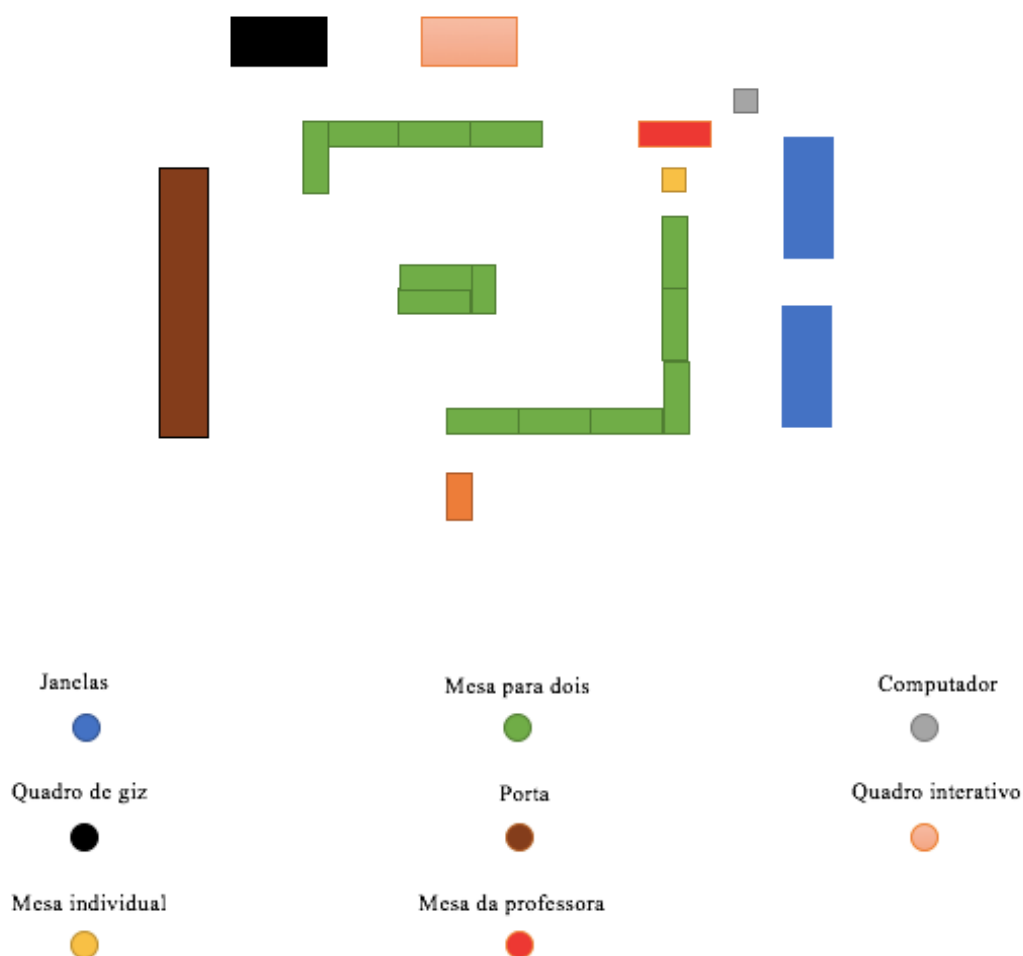 Janelas
Mesa para dois
Computador
Quadro de giz
Porta
Quadro interativo
Mesa individual
Mesa da professora